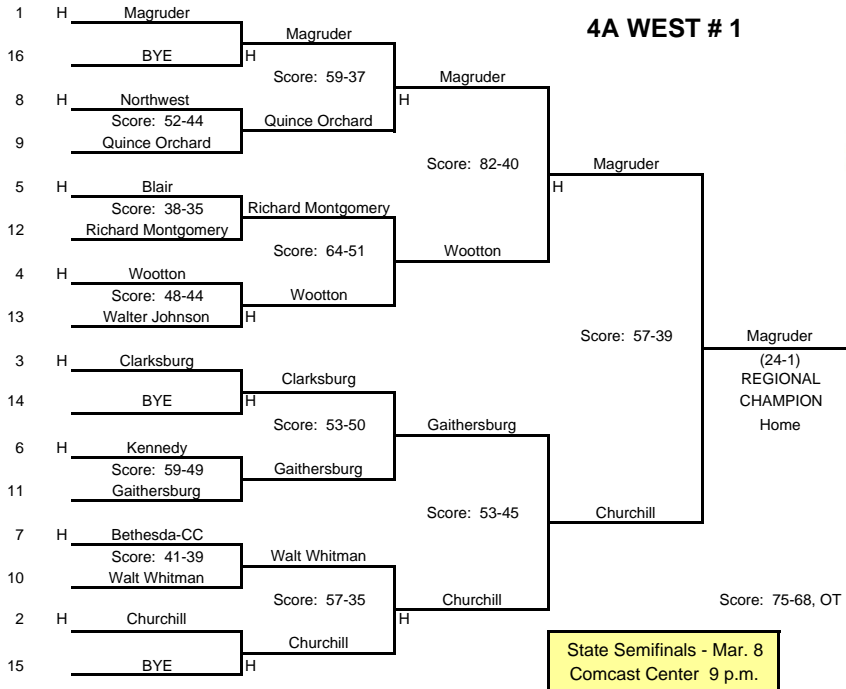 4A WEST # 1
1 H Magruder
16 BYE
8 H Northwest
Score: 52-44
9 Quince Orchard
5 H Blair
Score: 38-35
12 Richard Montgomery
4 H Wootton
Score: 48-44
13 Walter Johnson
3 H Clarksburg
14 BYE
6 H Kennedy
Score: 59-49
11 Gaithersburg
7 H Bethesda-CC
Score: 41-39
10 Walt Whitman
2 H Churchill
15 BYE
Magruder
H
Score: 59-37
Quince Orchard
Richard Montgomery
Score: 64-51
Wootton
H
Clarksburg
H
Score: 53-50
Gaithersburg
Walt Whitman
Score: 57-35
Churchill
H
Magruder
H
Score: 82-40
Wootton
Gaithersburg
Score: 53-45
Churchill
H
Magruder
H
Score: 57-39
Churchill
Magruder
(24-1)
REGIONAL
CHAMPION
Home
Score: 75-68, OT
State Semifinals - Mar. 8
Comcast Center 9 p.m.